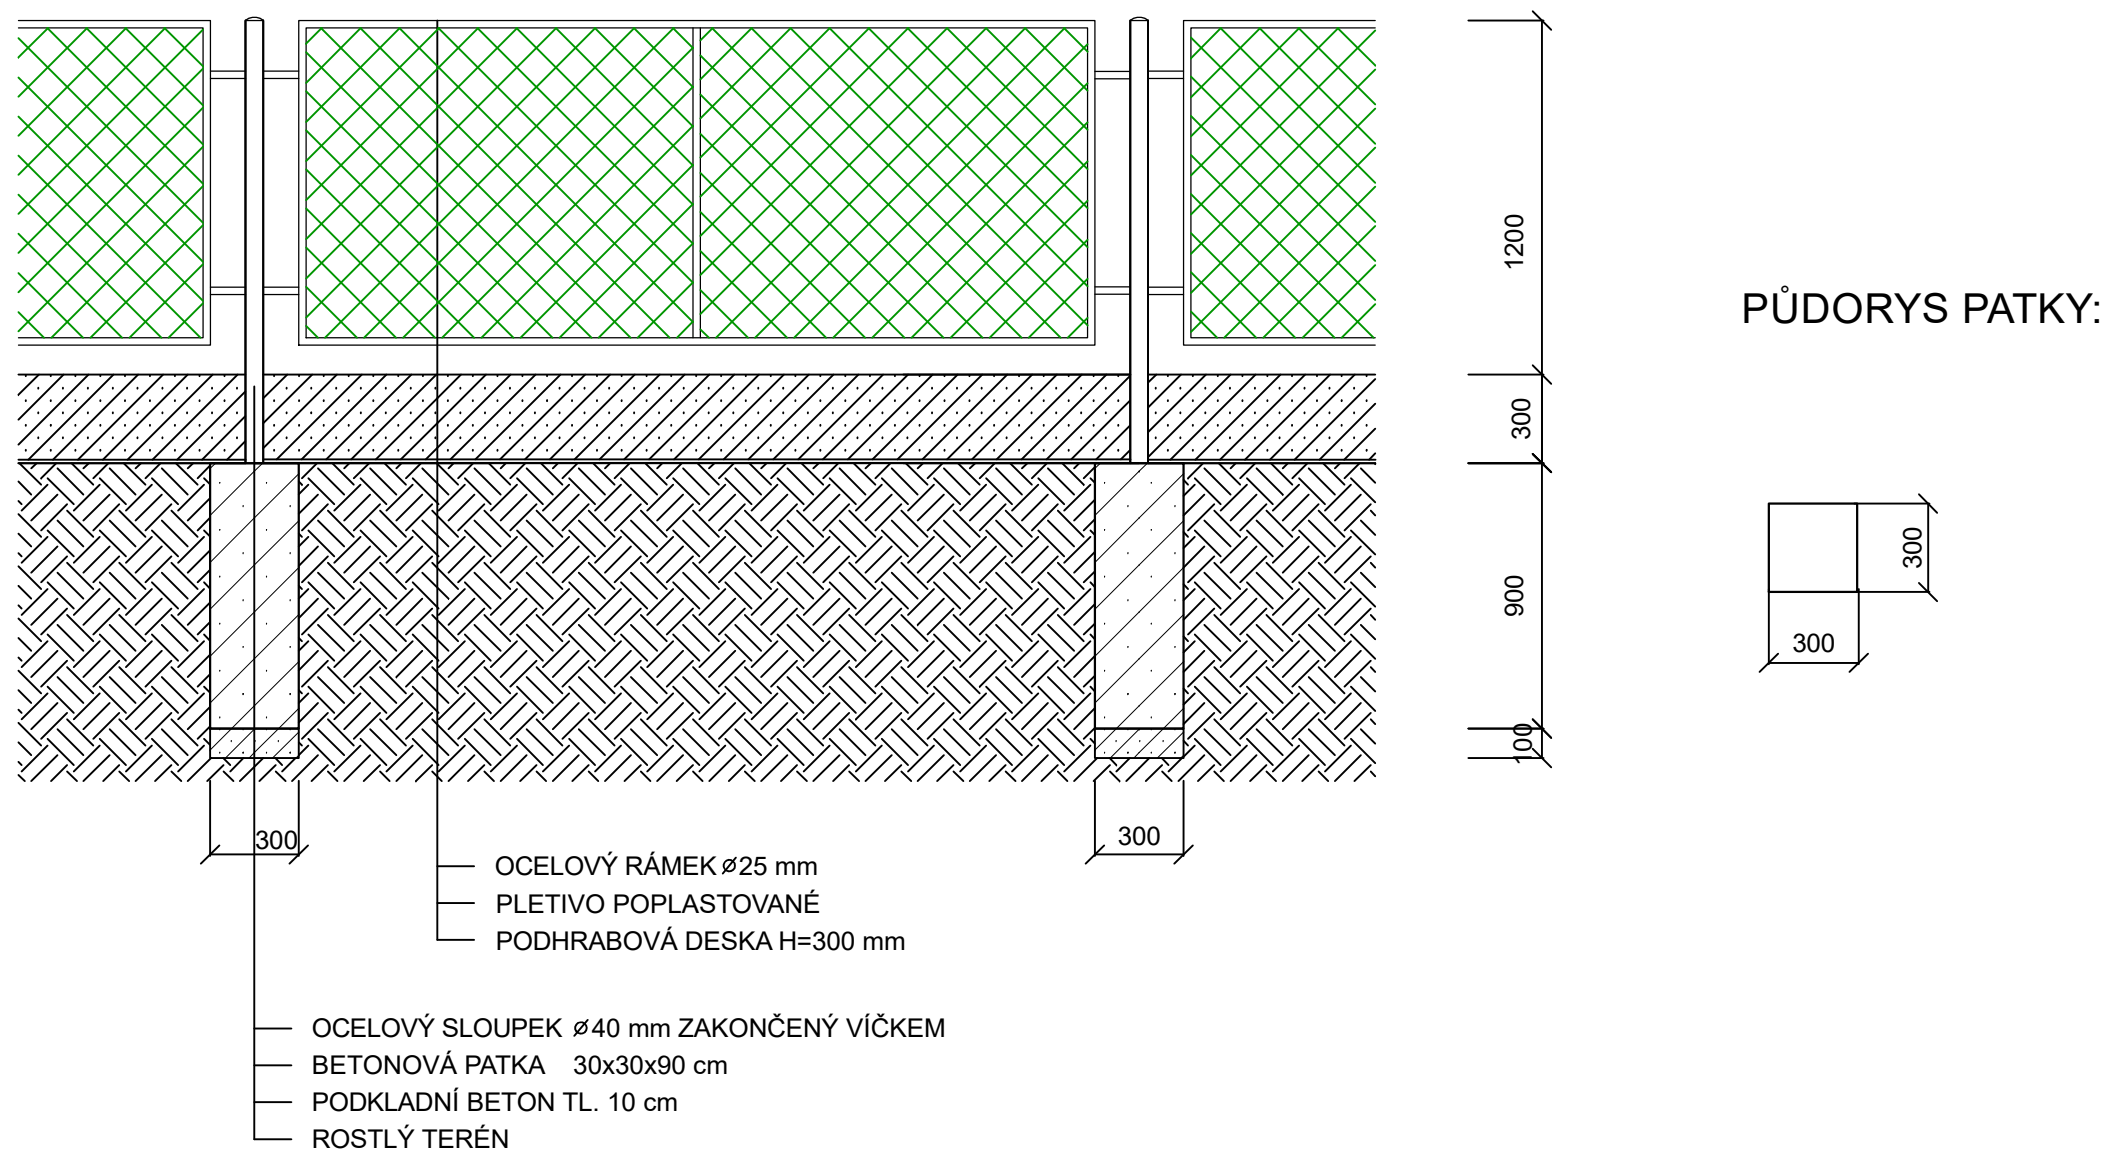 1200
PŮDORYS PATKY:
300
900
300
300
100
300
300
OCELOVÝ RÁMEK ⌀25 mm
PLETIVO POPLASTOVANÉ
PODHRABOVÁ DESKA H=300 mm
OCELOVÝ SLOUPEK ⌀40 mm ZAKONČENÝ VÍČKEM
BETONOVÁ PATKA 30x30x90 cm
PODKLADNÍ BETON TL. 10 cm
ROSTLÝ TERÉN